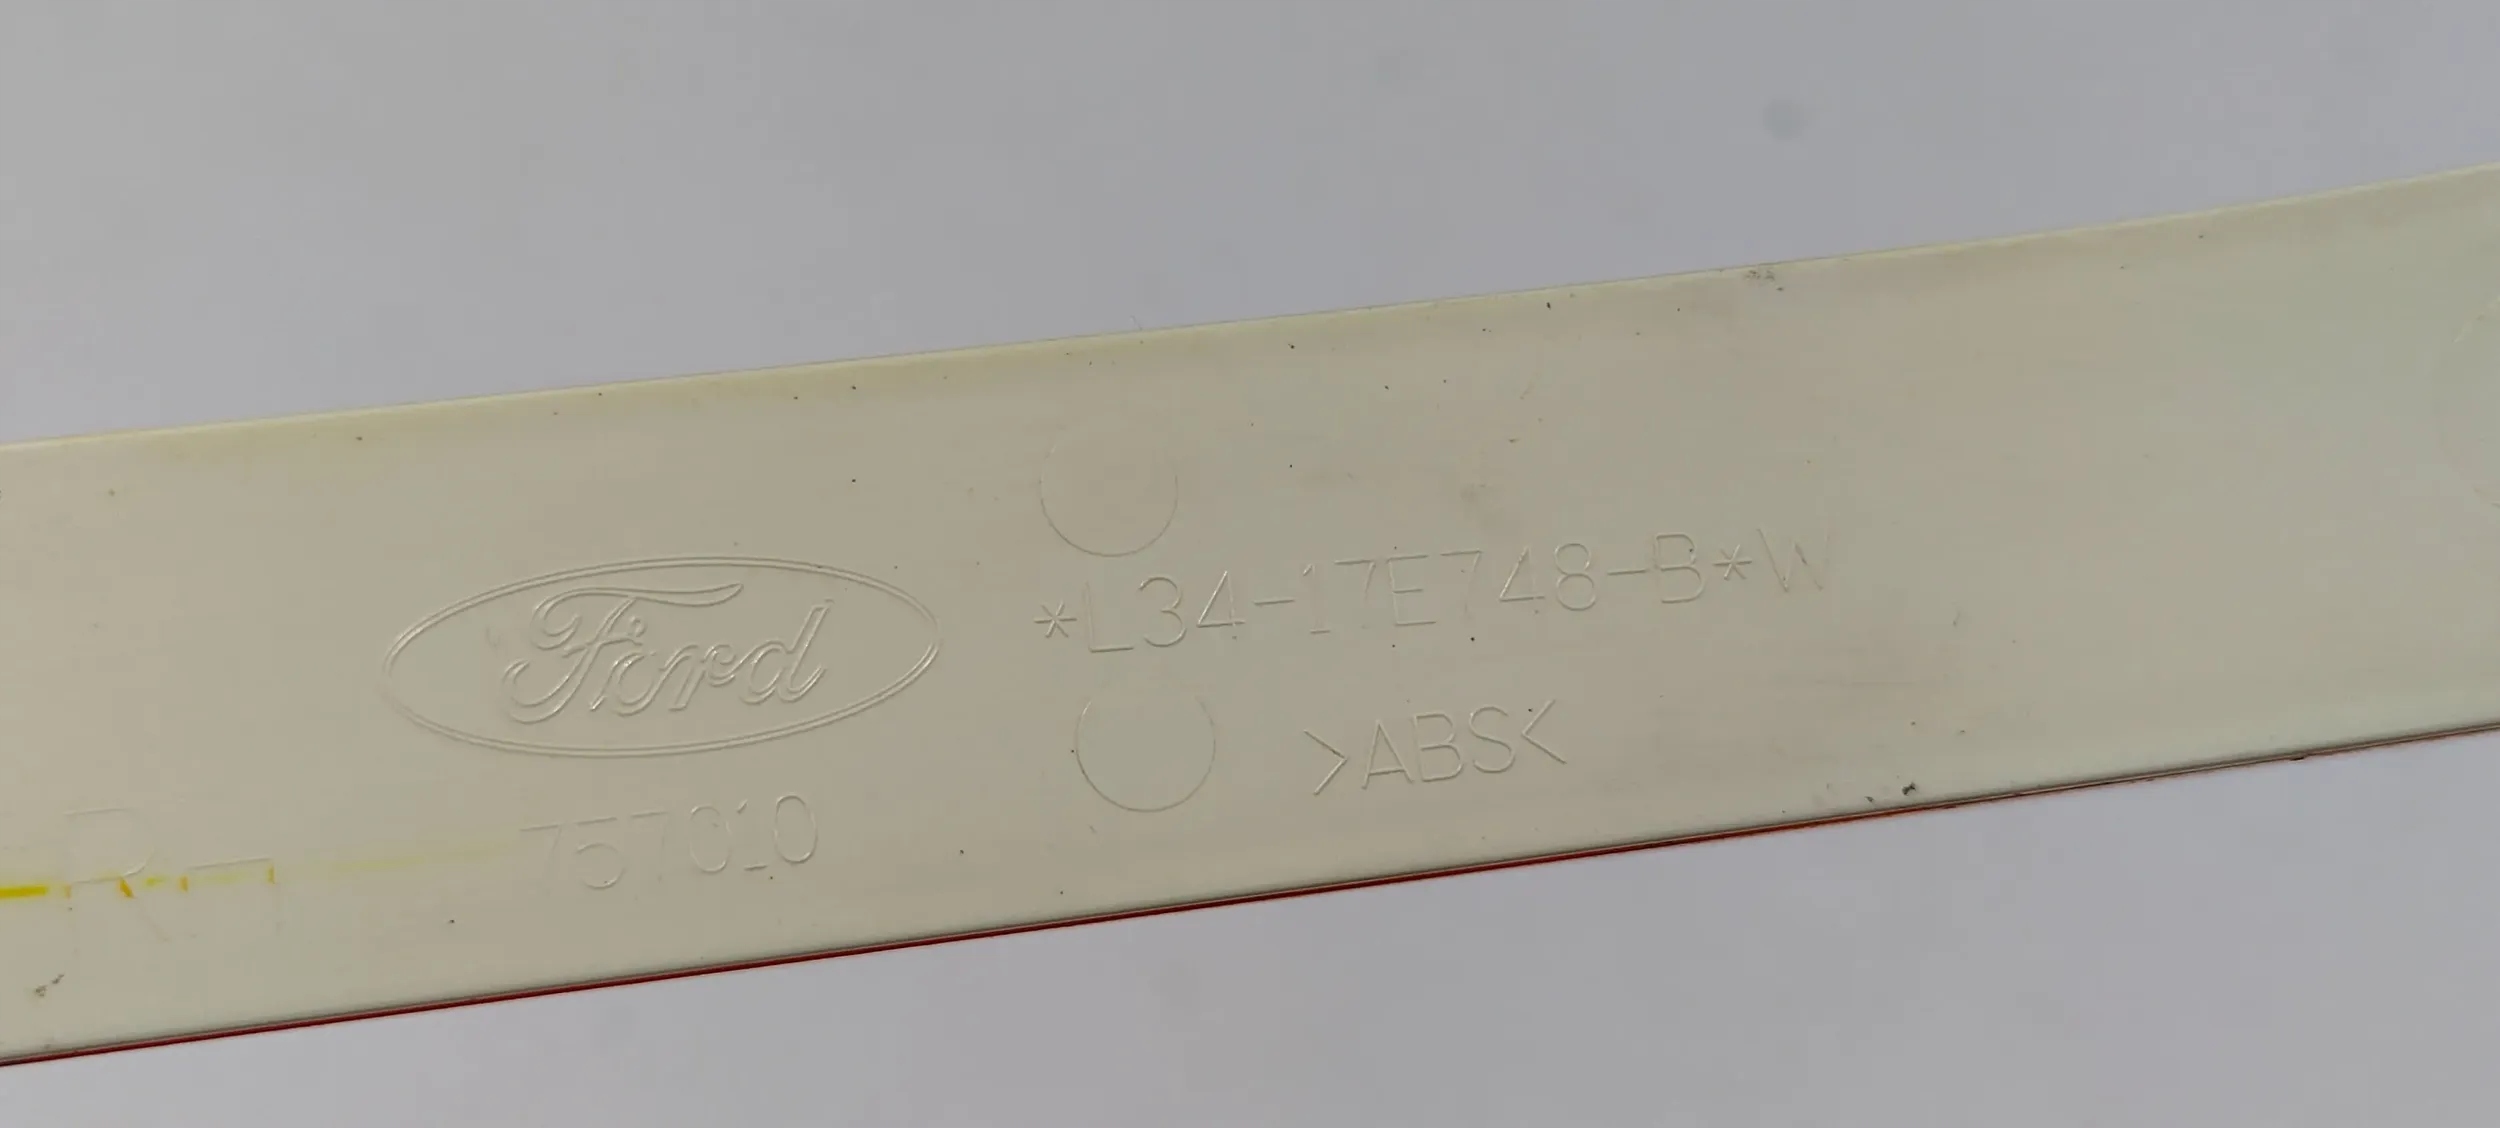 Ford
*L34-17E748-B*W
>ABS<
757010
R-